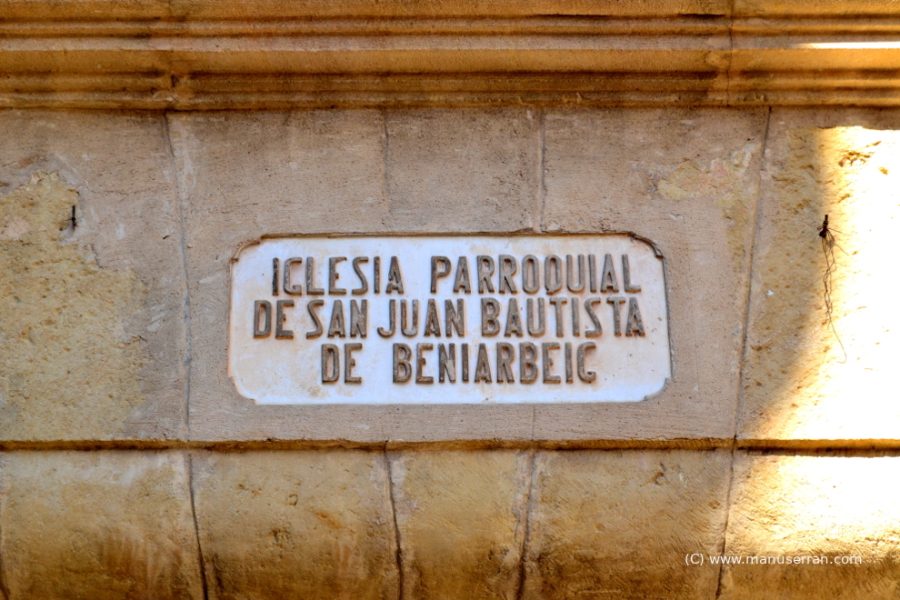 IGLESIA PARROQUIAL
DE SAN JUAN BAUTISTA
DE BENIARBEIG
(C) www.manuserran.com